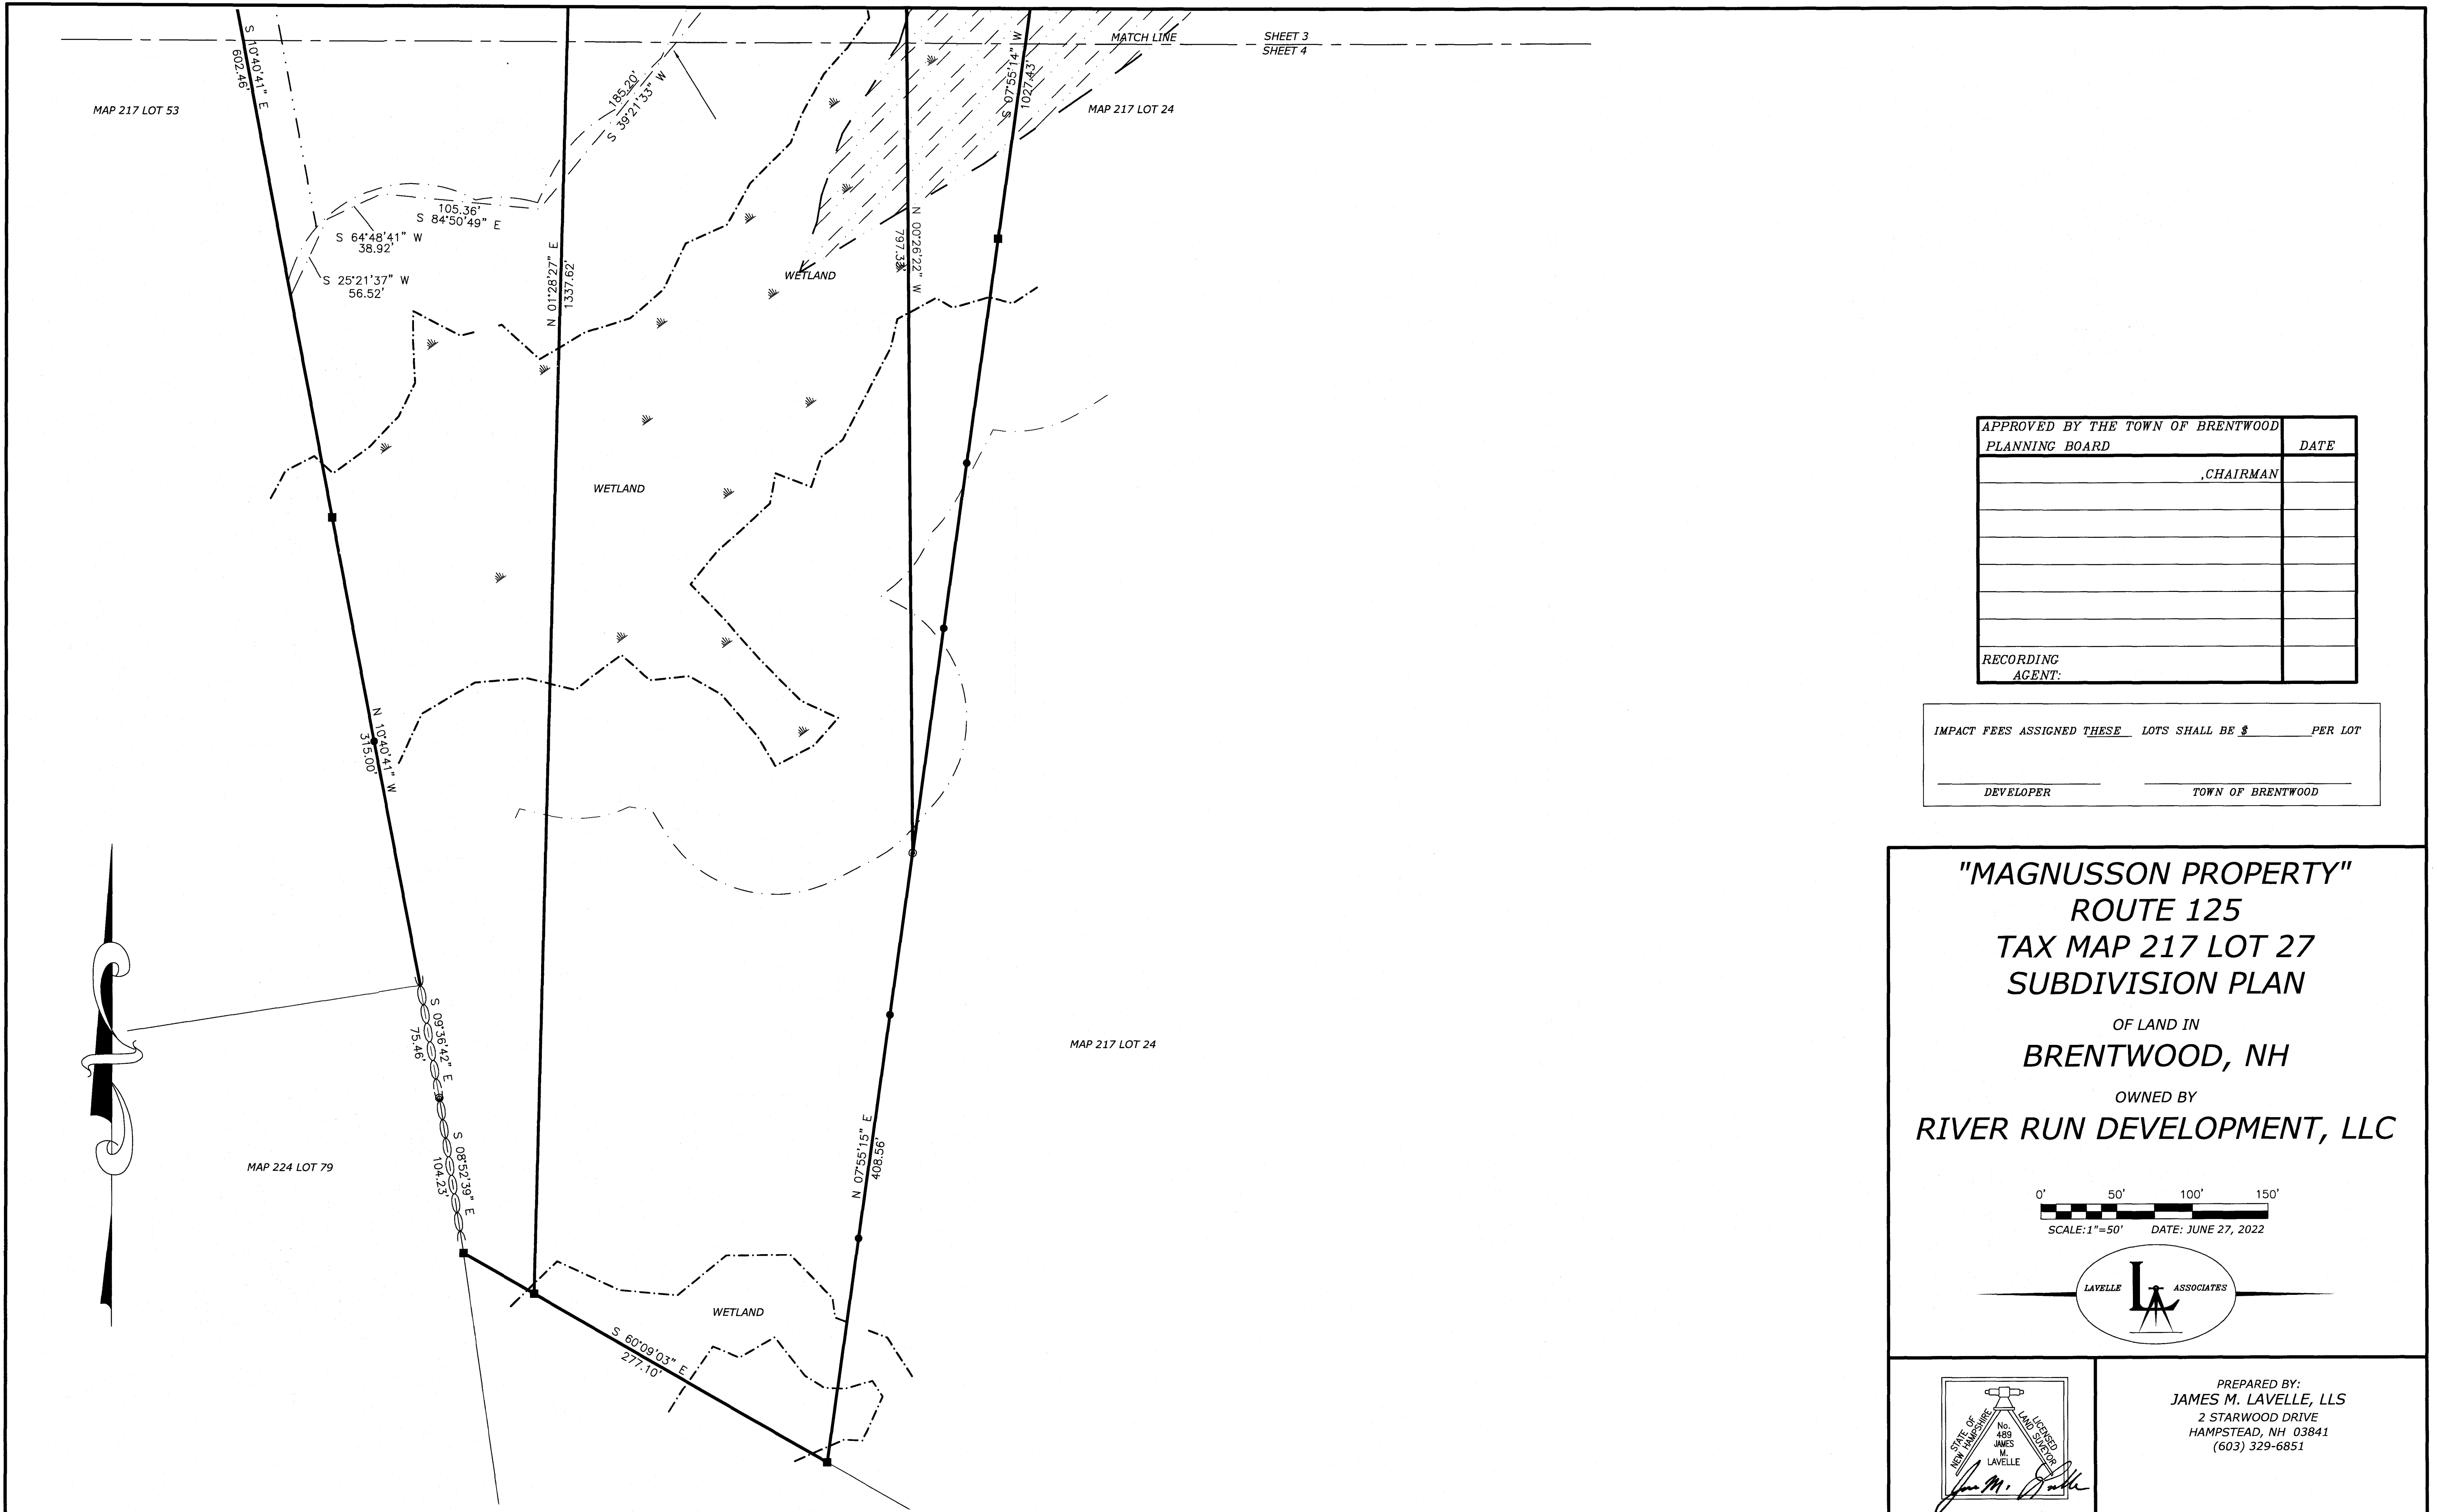 MATCH LINE
SHEET 3
SHEET 4
S 10°40'41" E
602.46'
MAP 217 LOT 53
185.20'
S 39°21'33" W
S 07°55'14" W
1027.43'
MAP 217 LOT 24
105.36'
S 84°50'49" E
S 64°48'41" W
38.92'
S 25°21'37" W
56.52'
N 01°28'27" E
1337.62'
N 00°26'22" W
797.33'
WETLAND
WETLAND
N 10°40'41" W
315.00'
S 09°36'42" E
75.46'
MAP 217 LOT 24
N 07°55'15" E
408.56'
MAP 224 LOT 79
S 08°52'39" E
104.23'
WETLAND
S 60°09'03" E
277.10'
APPROVED BY THE TOWN OF BRENTWOOD
PLANNING BOARD DATE
,CHAIRMAN
RECORDING
AGENT:
IMPACT FEES ASSIGNED THESE LOTS SHALL BE $ PER LOT
DEVELOPER TOWN OF BRENTWOOD
"MAGNUSSON PROPERTY"
ROUTE 125
TAX MAP 217 LOT 27
SUBDIVISION PLAN
OF LAND IN
BRENTWOOD, NH
OWNED BY
RIVER RUN DEVELOPMENT, LLC
0' 50' 100' 150'
SCALE:1"=50' DATE: JUNE 27, 2022
LAVELLE LA ASSOCIATES
STATE OF
NEW HAMPSHIRE
LICENSED
LAND SUVEYOR
No.
489
JAMES
M.
LAVELLE
PREPARED BY:
JAMES M. LAVELLE, LLS
2 STARWOOD DRIVE
HAMPSTEAD, NH 03841
(603) 329-6851